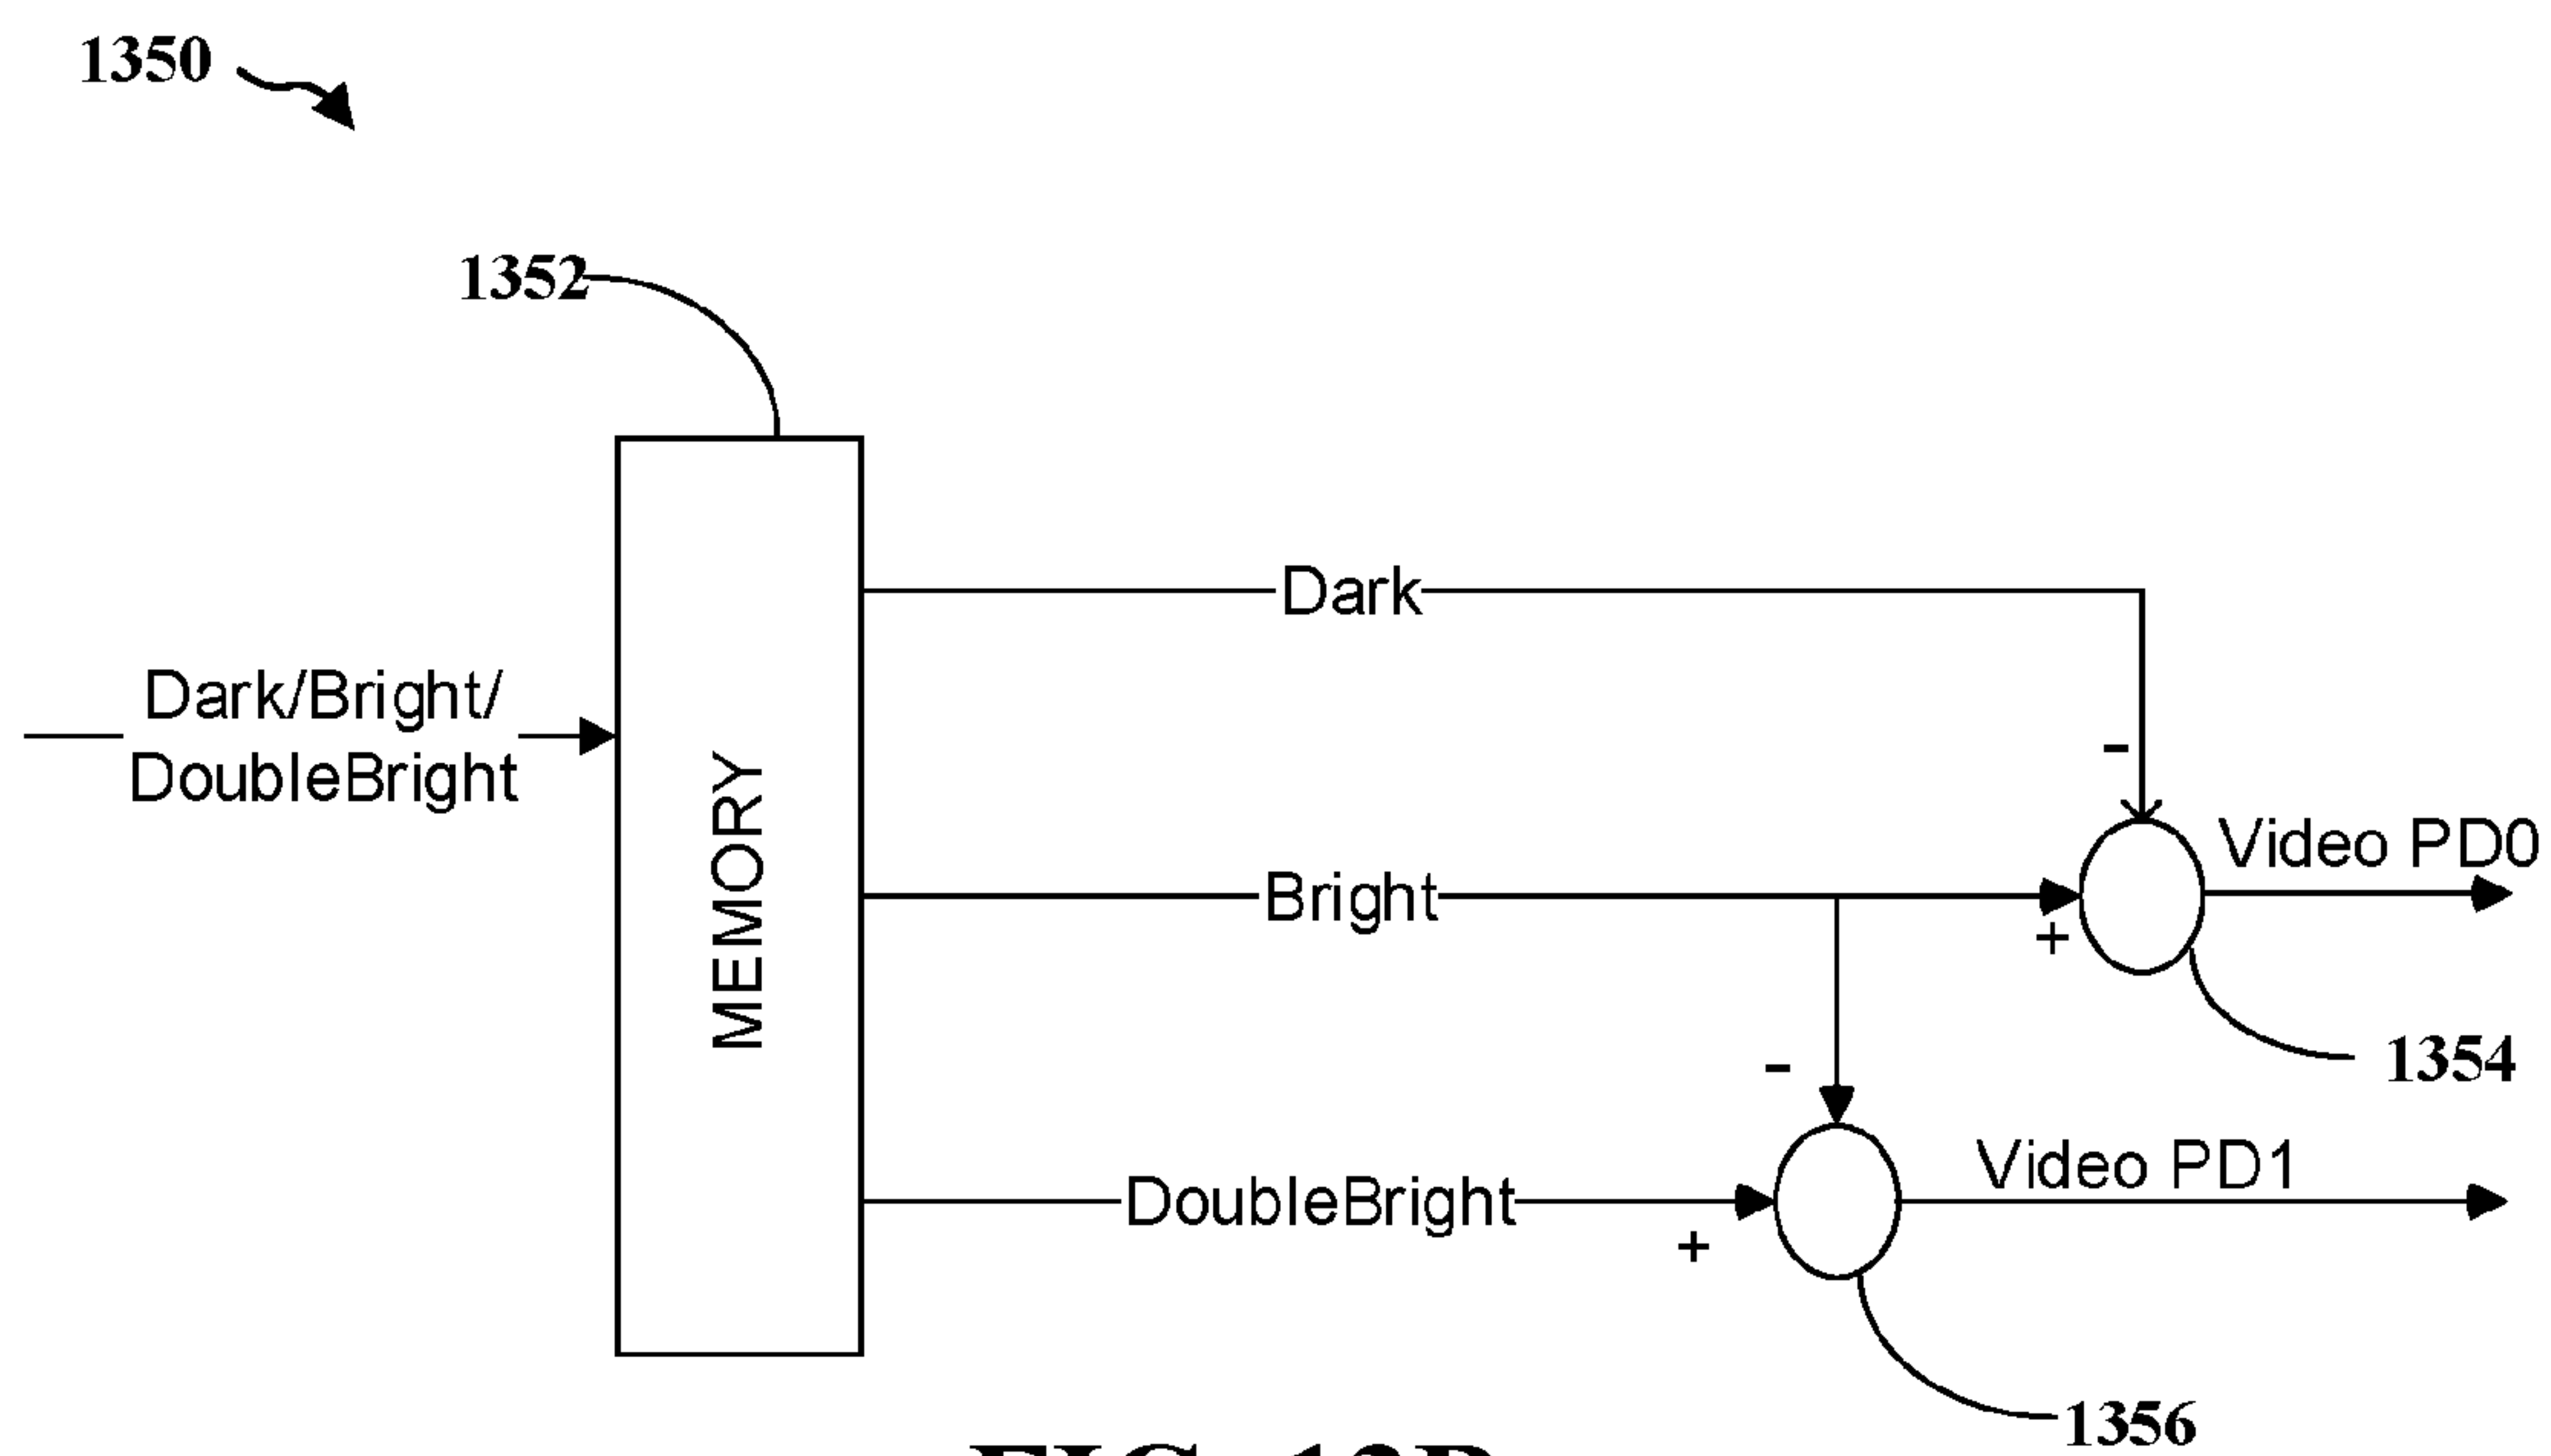 1350
1352
Dark
Dark/Bright/
DoubleBright
MEMORY
-
Video PD0
Bright
+
1354
-
Video PD1
DoubleBright
+
1356